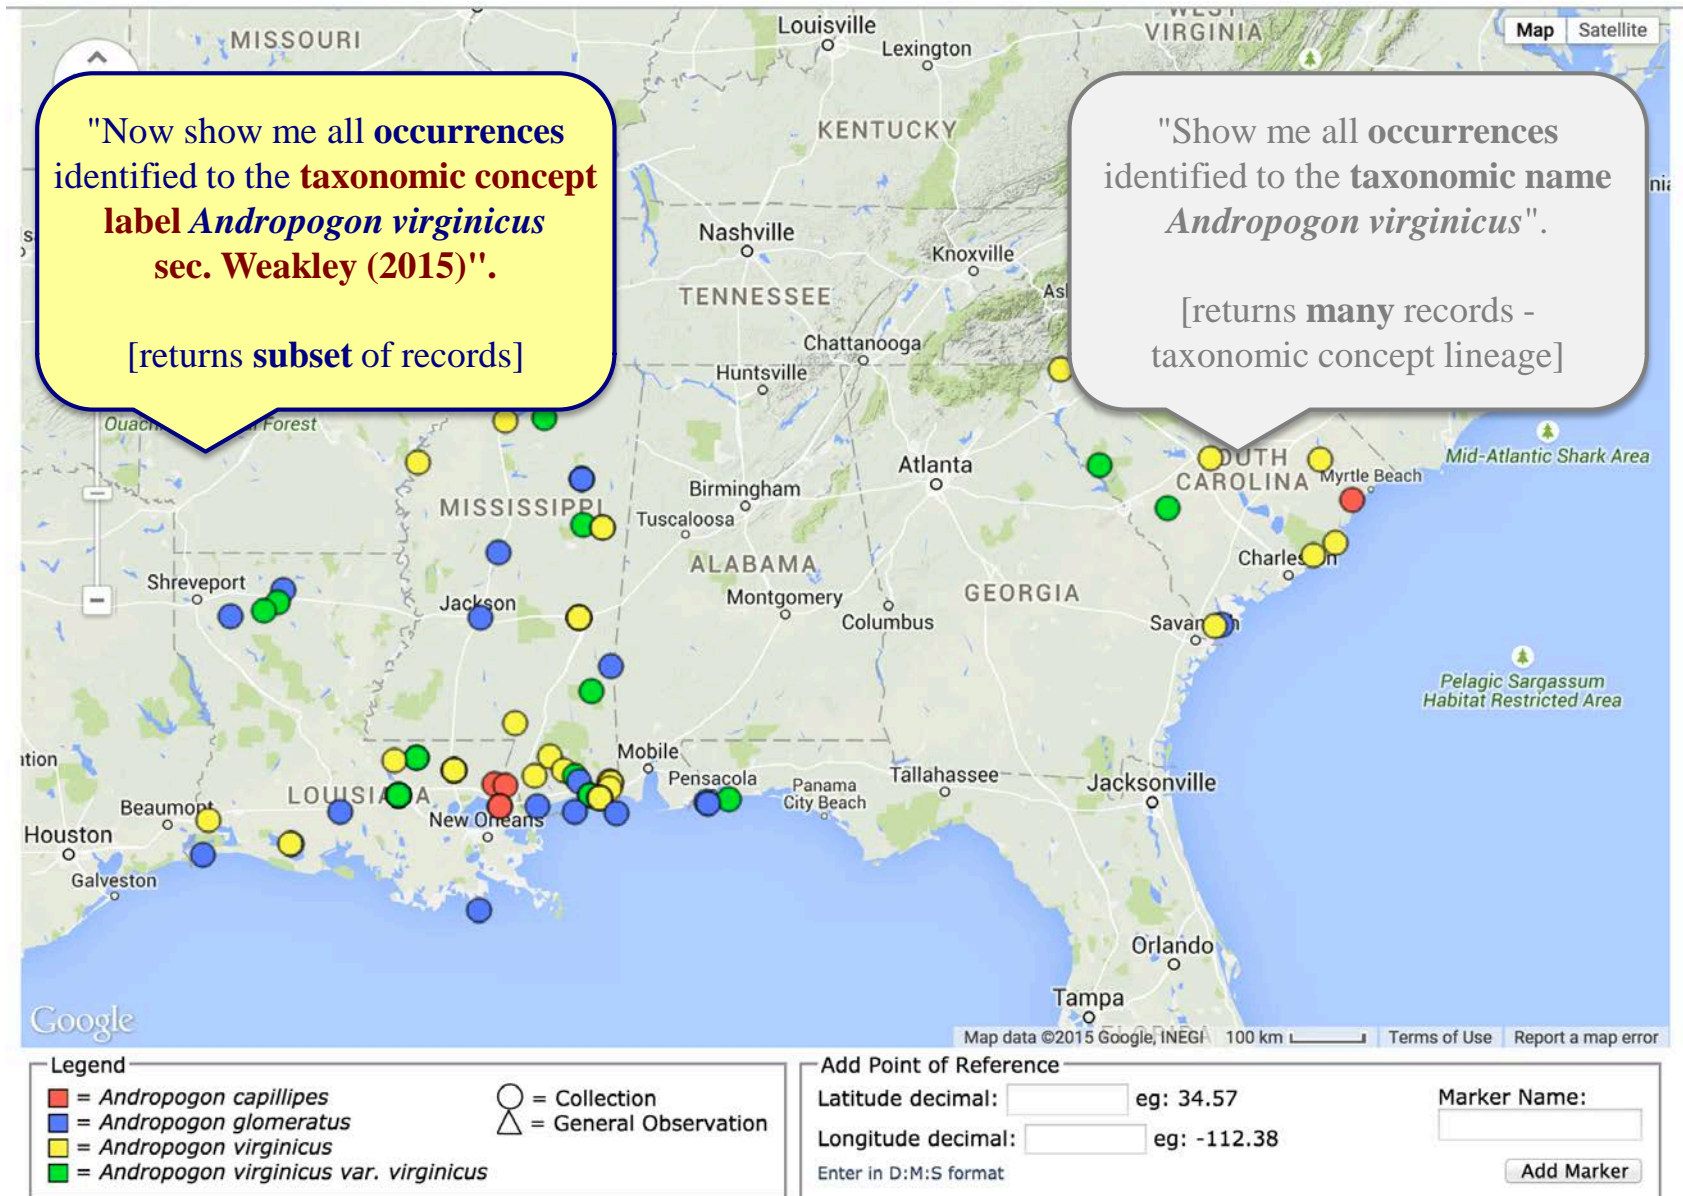 MISSOURI
Louisville
Lexington
VIRGINIA
Map
Satellite
KENTUCKY
"Now show me all occurrences
identified to the taxonomic concept
label Andropogon virginicus
sec. Weakley (2015)".
[returns subset of records]
"Show me all occurrences
identified to the taxonomic name
Andropogon virginicus".
[returns many records -
taxonomic concept lineage]
Nashville
Knoxville
TENNESSEE
Chattanooga
Huntsville
Forest
Atlanta
SOUTH
CAROLINA
Myrtle Beach
Mid-Atlantic Shark Area
Birmingham
MISSISSIPPI
Tuscaloosa
ALABAMA
Charleston
Shreveport
Jackson
Montgomery
GEORGIA
Columbus
Savannah
Pelagic Sargassum
Habitat Restricted Area
Mobile
Pensacola
Panama
City Beach
Tallahassee
Jacksonville
LOUISIANA
Beaumont
New Orleans
Houston
Galveston
Orlando
Tampa
FLORIDA
Google
Map data ©2015 Google, INEGI
100 km
Terms of Use
Report a map error
Legend
= Andropogon capillipes
= Andropogon glomeratus
= Andropogon virginicus
= Andropogon virginicus var. virginicus
= Collection
= General Observation
Add Point of Reference
Latitude decimal: eg: 34.57
Longitude decimal: eg: -112.38
Enter in D:M:S format
Marker Name:
Add Marker